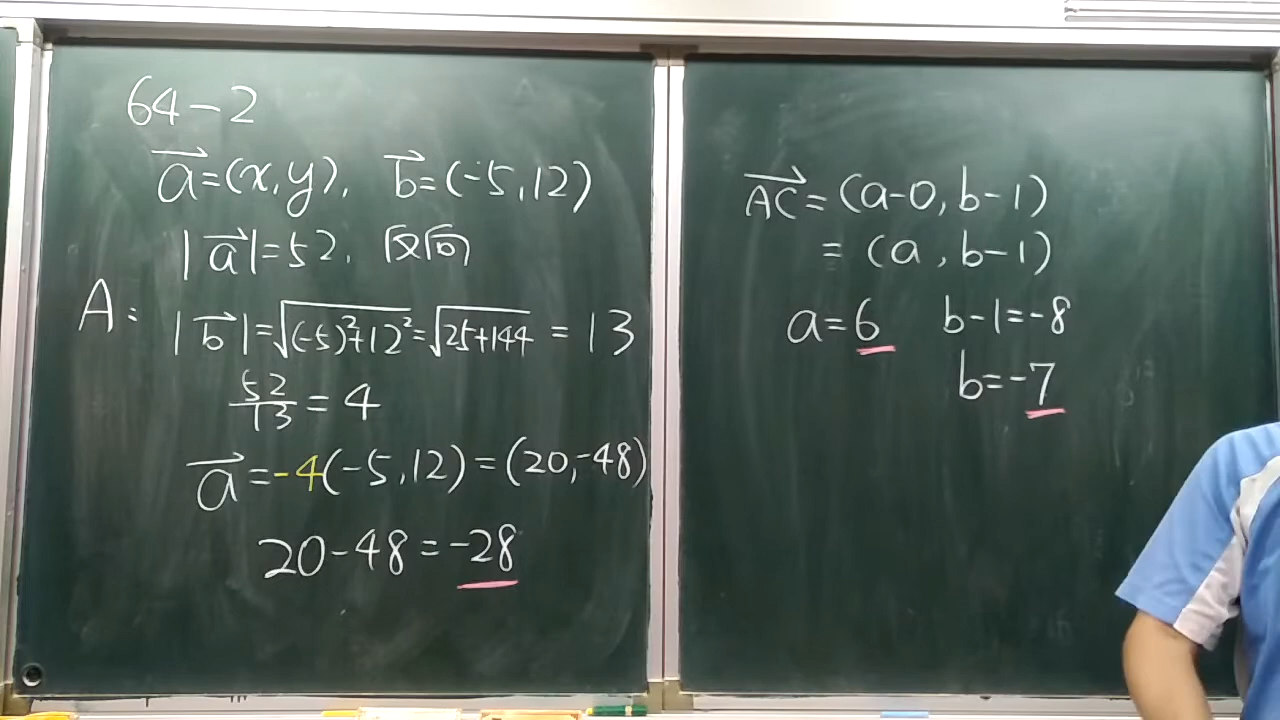 64-2
→a=(x,y), →b=(-5,12)
|→a|=52, 反向
A: |→b|=√((-5)²+12²)=√(25+144) = 13
52/13 = 4
→a=-4(-5,12)=(20,-48)
20-48=-28
→AC=(a-0,b-1)
=(a,b-1)
a=6 b-1=-8
b=-7